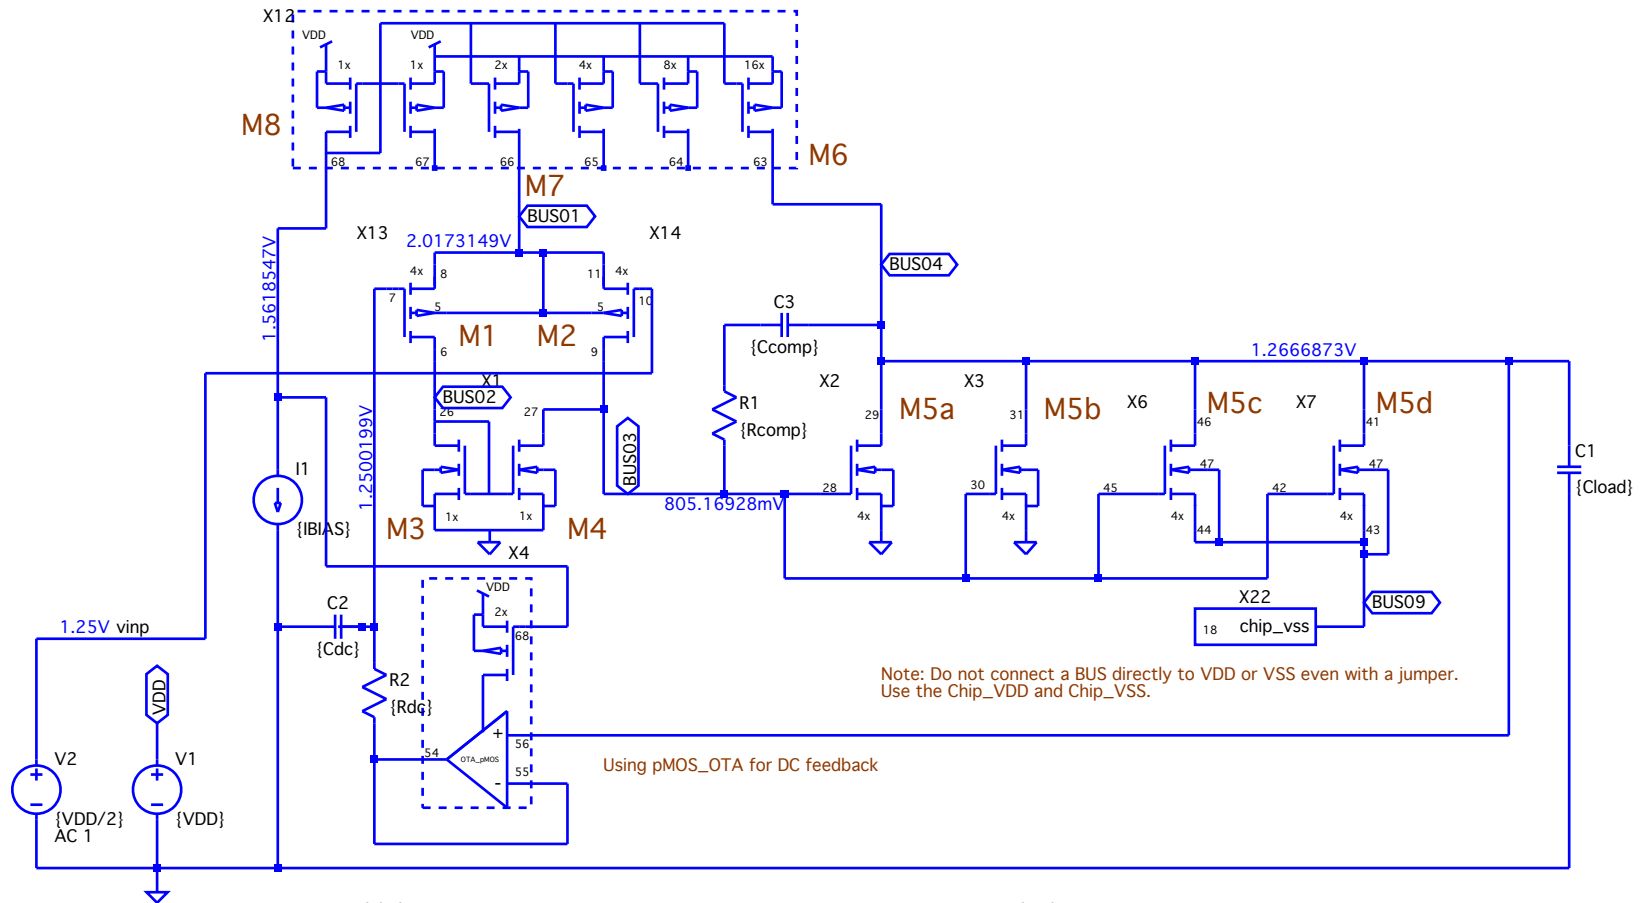 X12
VDD
VDD
1x
1x
2x
4x
8x
16x
M8
68
67
66
65
64
63
M6
M7
BUS01
X13
2.0173149V
X14
BUS04
1.5618547V
4x
8
11
4x
7
10
5
5
M1
M2
C3
{Ccomp}
6
9
1.2666873V
X1
BUS02
X2
X3
X6
X7
26
27
R1
{Rcomp}
29
M5a
31
M5b
46
M5c
41
M5d
1.2500199V
BUS03
I1
{IBIAS}
C1
{Cload}
47
47
28
30
45
42
805.16928mV
M3
1x
1x
M4
4x
4x
4x
44
4x
43
X4
VDD
2x
68
C2
{Cdc}
1.25V vinp
X22
18 chip_vss
BUS09
VDD
R2
{Rdc}
Note: Do not connect a BUS directly to VDD or VSS even with a jumper.
Use the Chip_VDD and Chip_VSS.
+
56
54
OTA_pMOS
55
-
Using pMOS_OTA for DC feedback
V2
{VDD/2}
AC 1
V1
{VDD}